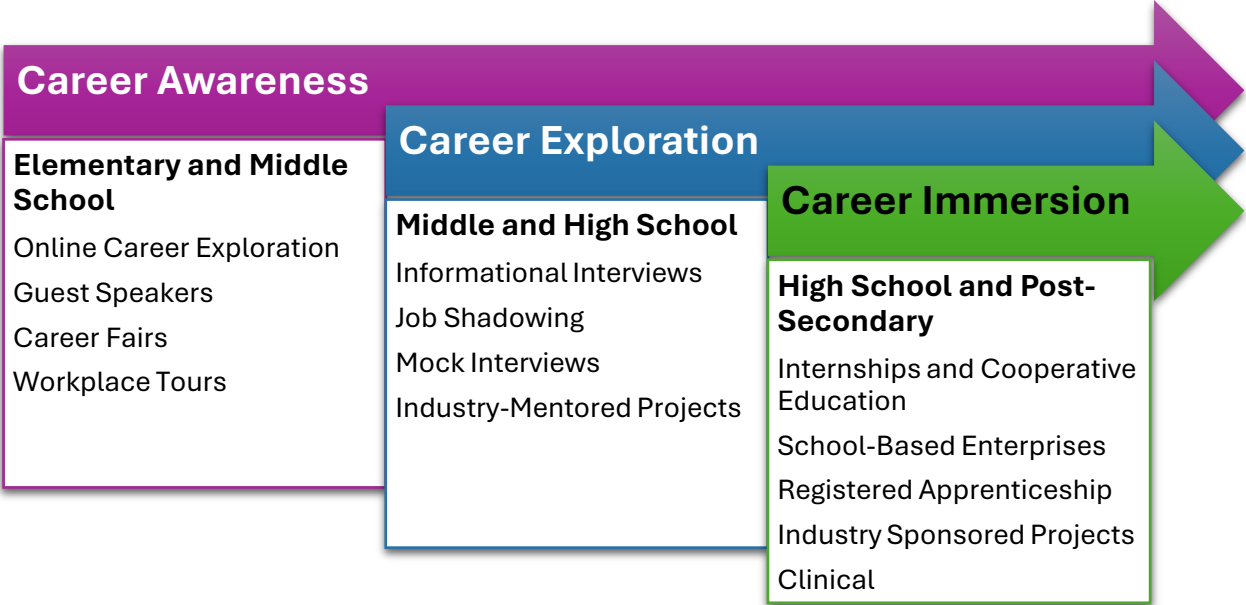 Career Awareness
Elementary and Middle
School
Online Career Exploration
Guest Speakers
Career Fairs
Workplace Tours
Career Exploration
Middle and High School
Informational Interviews
Job Shadowing
Mock Interviews
Industry-Mentored Projects
Career Immersion
High School and Post-
Secondary
Internships and Cooperative
Education
School-Based Enterprises
Registered Apprenticeship
Industry Sponsored Projects
Clinical